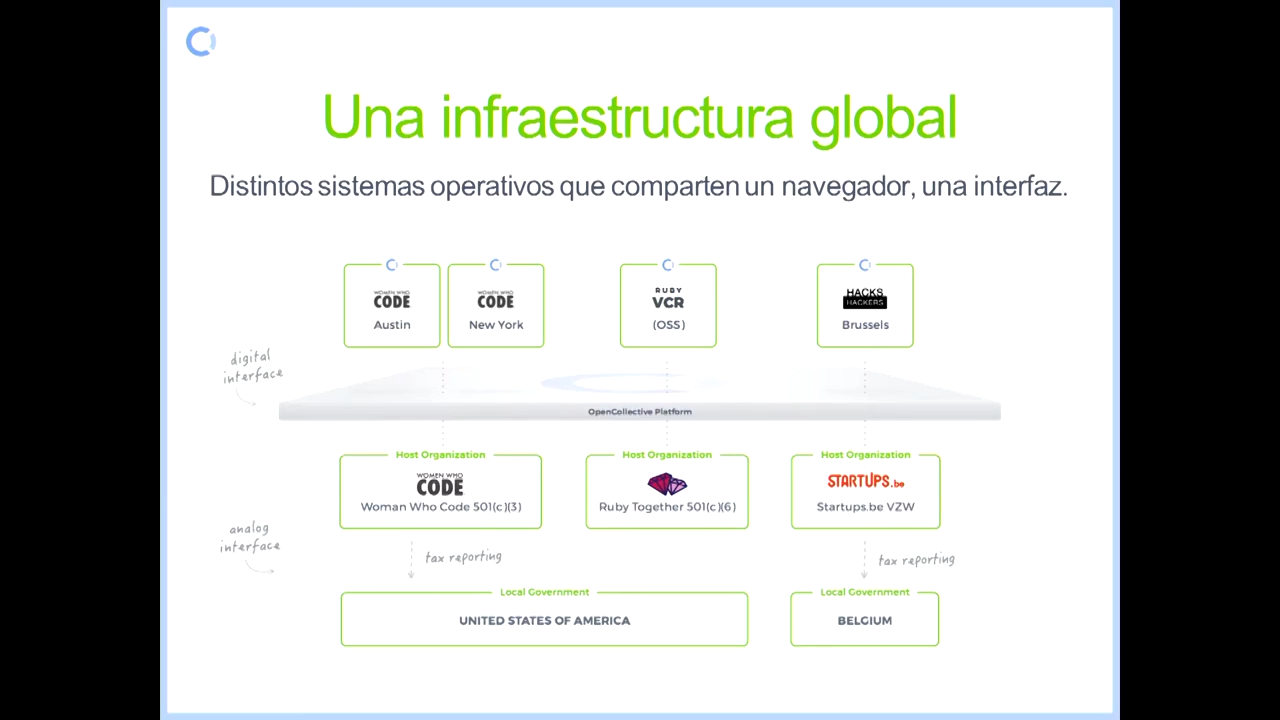 Una infraestructura global
Distintos sistemas operativos que comparten un navegador, una interfaz.
WOMEN WHO
CODE
Austin
WOMEN WHO
CODE
New York
RUBY
VCR
(OSS)
HACKS
HACKERS
Brussels
digital
interface
OpenCollective Platform
Host Organization
WOMEN WHO
CODE
Woman Who Code 501(c)(3)
Host Organization
Ruby Together 501(c)(6)
Host Organization
STARTUPS.be
Startups.be VZW
analog
interface
tax reporting
tax reporting
Local Government
UNITED STATES OF AMERICA
Local Government
BELGIUM